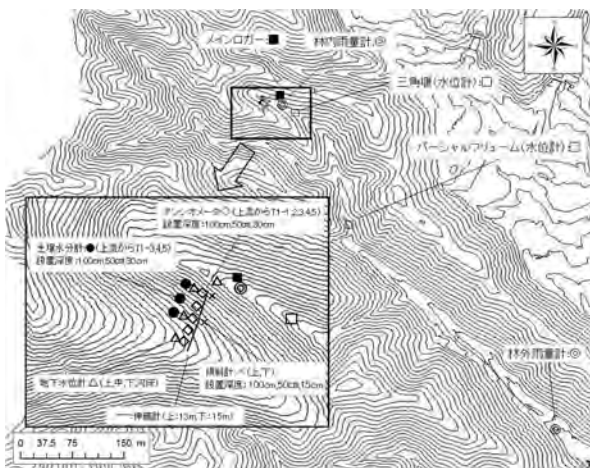 メインロガー:■
林内雨量計:◎
三角堰(水位計):□
パーシャルフリューム(水位計):□
テンシオメータ:◇(上流からT1-1,2,3,4,5)
設置深度:100cm,50cm,30cm
土壌水分計:●(上流からT1-3,4,5)
設置深度:100cm,50cm,30cm
地下水位計:△(上,中,下,河岸)
傾斜計:×(上,下)
設置深度:100cm,50cm,15cm
伸縮計(上:13m,下:15m)
林外雨量計:◎
0 37.5 75 150 m